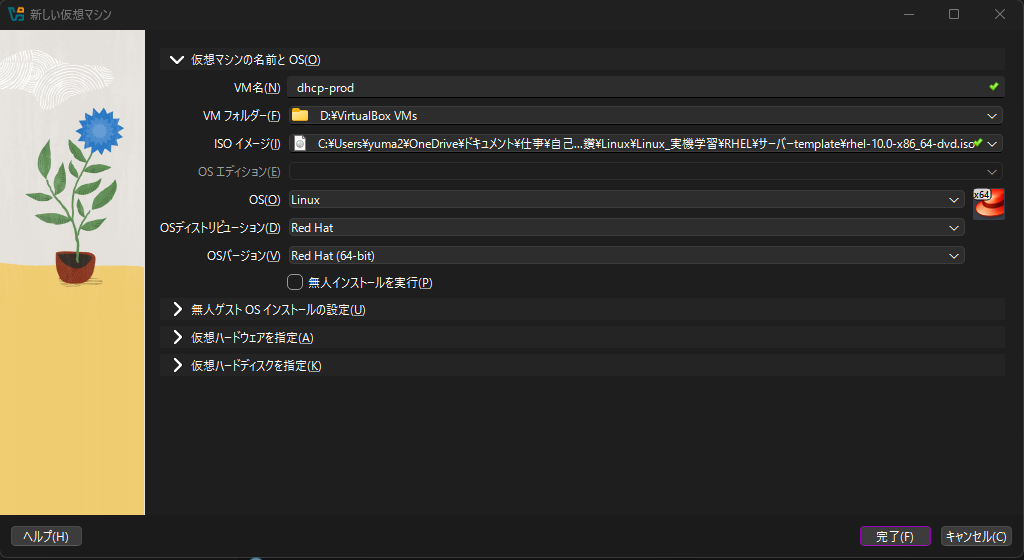 新しい仮想マシン
仮想マシンの名前と OS(O)
VM名(N) dhcp-prod
VM フォルダー(F) D:¥VirtualBox VMs
ISO イメージ(I) C:¥Users¥yuma2¥OneDrive¥ドキュメント¥仕事¥自己...鑽¥Linux¥Linux_実機学習¥RHEL¥サーバーtemplate¥rhel-10.0-x86_64-dvd.iso
OS エディション(E)
OS(O) Linux
x64
OSディストリビューション(D) Red Hat
OSバージョン(V) Red Hat (64-bit)
無人インストールを実行(P)
無人ゲスト OS インストールの設定(U)
仮想ハードウェアを指定(A)
仮想ハードディスクを指定(K)
ヘルプ(H) 完了(F) キャンセル(C)